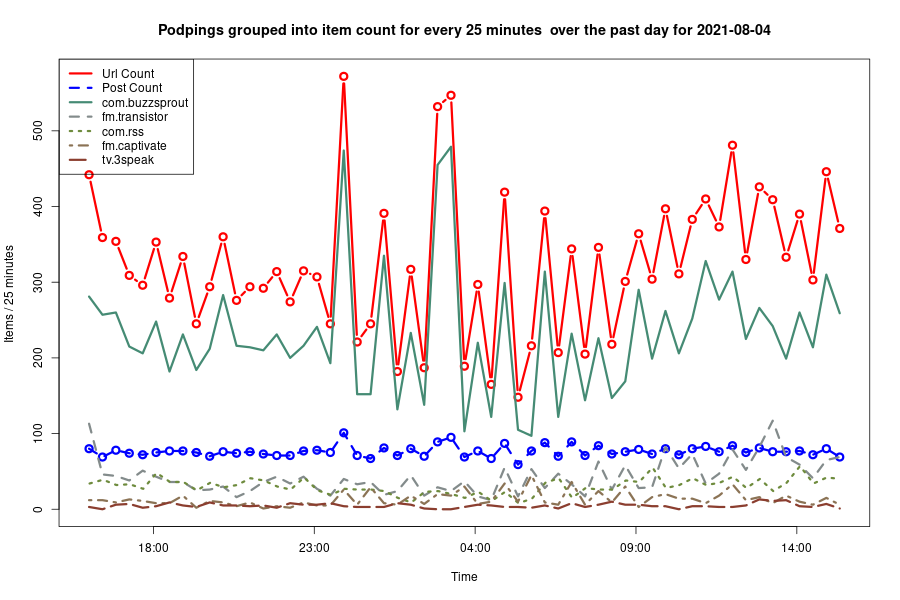 Podpings grouped into item count for every 25 minutes  over the past day for 2021-08-04
Url Count
Post Count
com.buzzsprout
fm.transistor
com.rss
fm.captivate
tv.3speak
Items / 25 minutes
500
400
300
200
100
0
18:00 23:00 04:00 09:00 14:00
Time